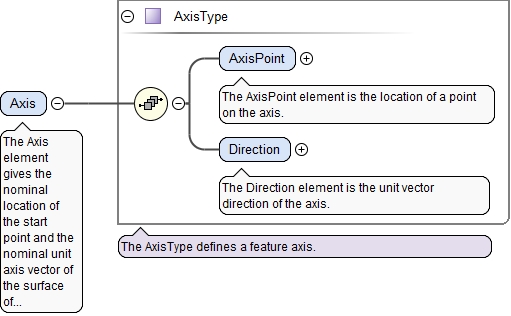 AxisType
AxisPoint
The AxisPoint element is the location of a point
on the axis.
Axis
Direction
The Axis
element
gives the
nominal
location of
the start
point and the
nominal unit
axis vector of
the surface
of...
The Direction element is the unit vector
direction of the axis.
The AxisType defines a feature axis.